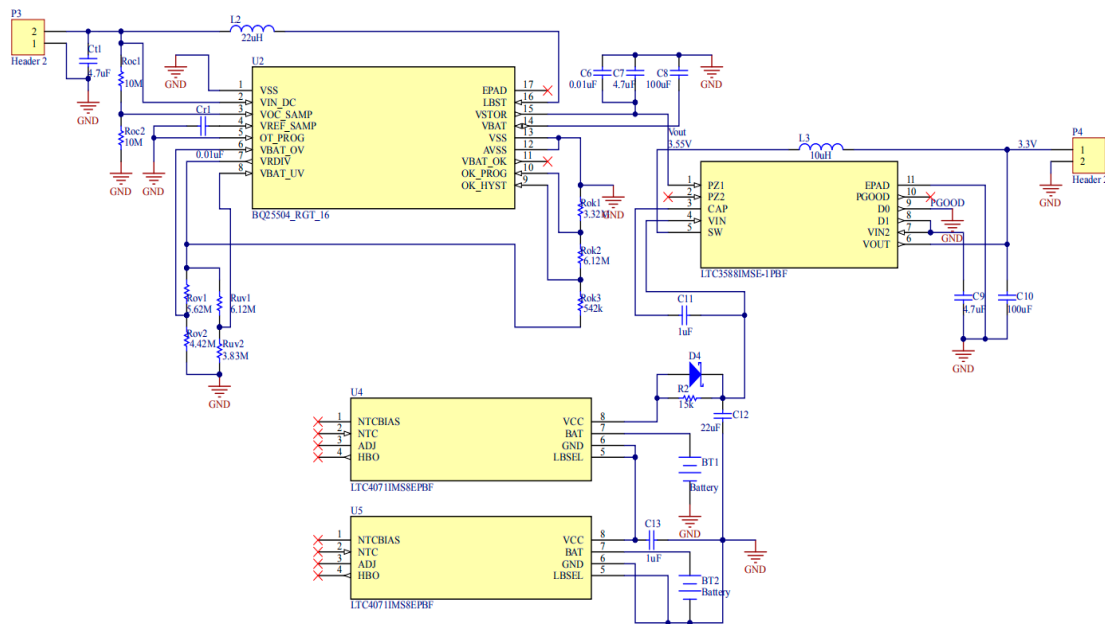 P3
2
1
Header 2
Ct1
4.7uF
GND
Roc1
10M
Roc2
10M
GND
L2
22uH
GND
Cr1
0.01uF
GND
U2
1 VSS
2 VIN_DC
3 VOC_SAMP
4 VREF_SAMP
5 OT_PROG
6 VBAT_OV
7 VRDIV
8 VBAT_UV
EPAD 17
LBST 16
VSTOR 15
VBAT 14
VSS 13
AVSS 12
VBAT_OK 11
OK_PROG 10
OK_HYST 9
BQ25504_RGT_16
C6
0.01uF
C7
4.7uF
C8
100uF
GND
GND
Rok1
3.32M
Rok2
6.12M
Rok3
542k
Rov1
5.62M
Ruv1
6.12M
Rov2
4.42M
Ruv2
3.83M
GND
Vout
3.55V
L3
10uH
3.3V
P4
1
2
Header 2
GND
1 PZ1
2 PZ2
3 CAP
4 VIN
5 SW
EPAD 11
PGOOD 10
D0 9
D1 8
VIN2 7
VOUT 6
PGOOD
GND
LTC3588IMSE-1PBF
C9
4.7uF
C10
100uF
GND
C11
1uF
D4
R2
15k
C12
22uF
U4
1 NTCBIAS
2 NTC
3 ADJ
4 HBO
VCC 8
BAT 7
GND 6
LBSEL 5
LTC4071IMS8EPBF
BT1
Battery
GND
U5
1 NTCBIAS
2 NTC
3 ADJ
4 HBO
VCC 8
BAT 7
GND 6
LBSEL 5
LTC4071IMS8EPBF
C13
1uF
GND
BT2
Battery